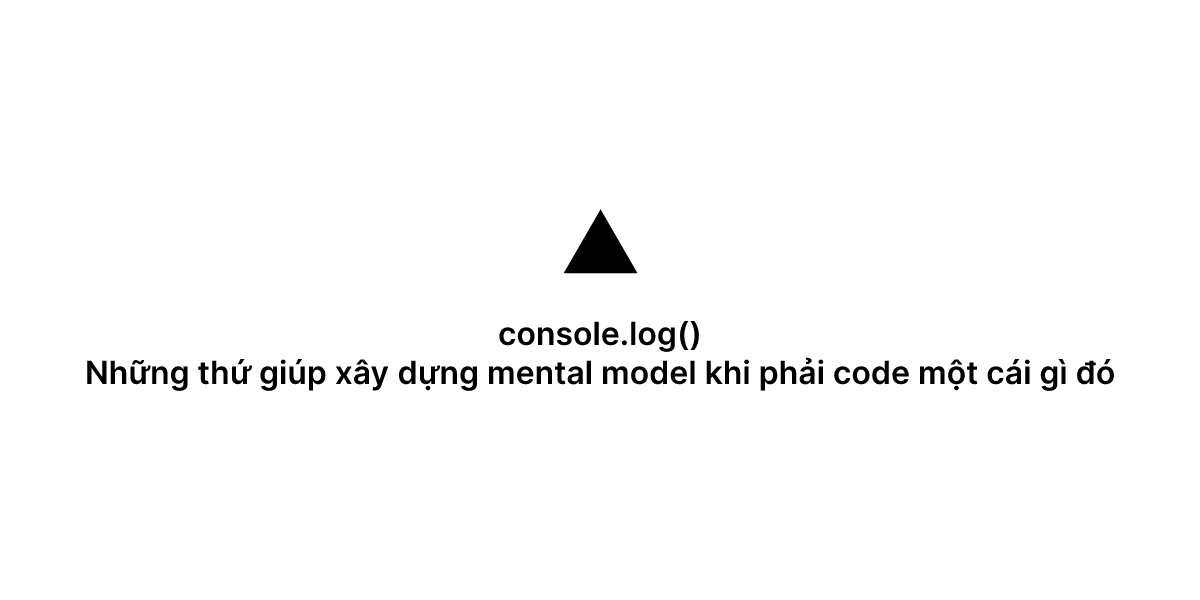 console.log()
Những thứ giúp xây dựng mental model khi phải code một cái gì đó